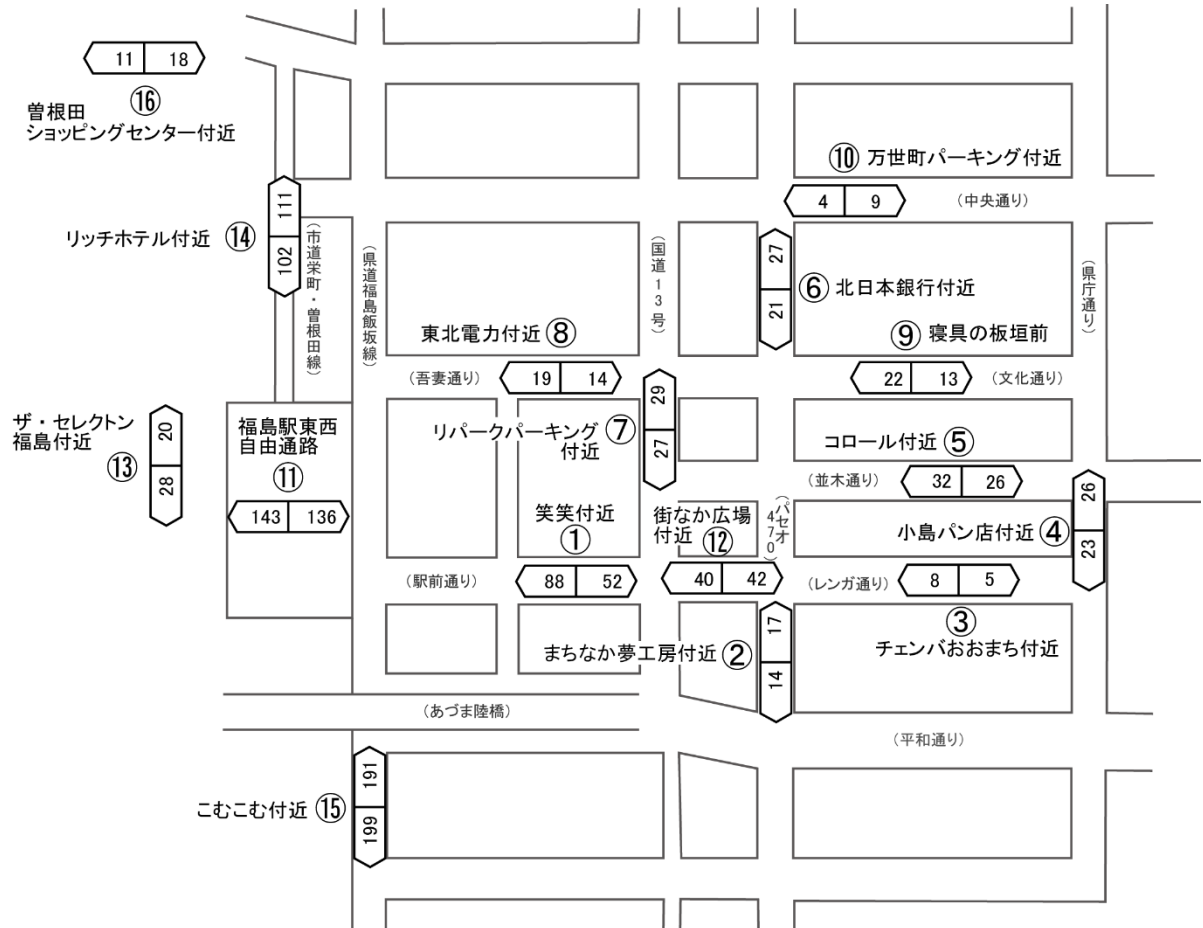 11 18
⑯
曽根田
ショッピングセンター付近
⑩ 万世町パーキング付近
4 9
(中央通り)
111
102
リッチホテル付近 ⑭
(市道栄町・曽根田線)
(県道福島飯坂線)
(国道13号)
27
21
⑥ 北日本銀行付近
(県庁通り)
東北電力付近 ⑧
⑨ 寝具の板垣前
(吾妻通り)
19 14
22 13
(文化通り)
ザ・セレクトン
福島付近
⑬
20
28
福島駅東西
自由通路
⑪
143 136
29
27
リパークパーキング
付近
⑦
コロール付近 ⑤
(並木通り)
32 26
26
23
笑笑付近
①
街なか広場
付近 ⑫
(パセオ
470)
小島パン店付近 ④
(駅前通り)
88 52
40 42
(レンガ通り)
8 5
③
チェンバおおまち付近
まちなか夢工房付近 ②
17
14
(あづま陸橋)
(平和通り)
こむこむ付近 ⑮
191
199